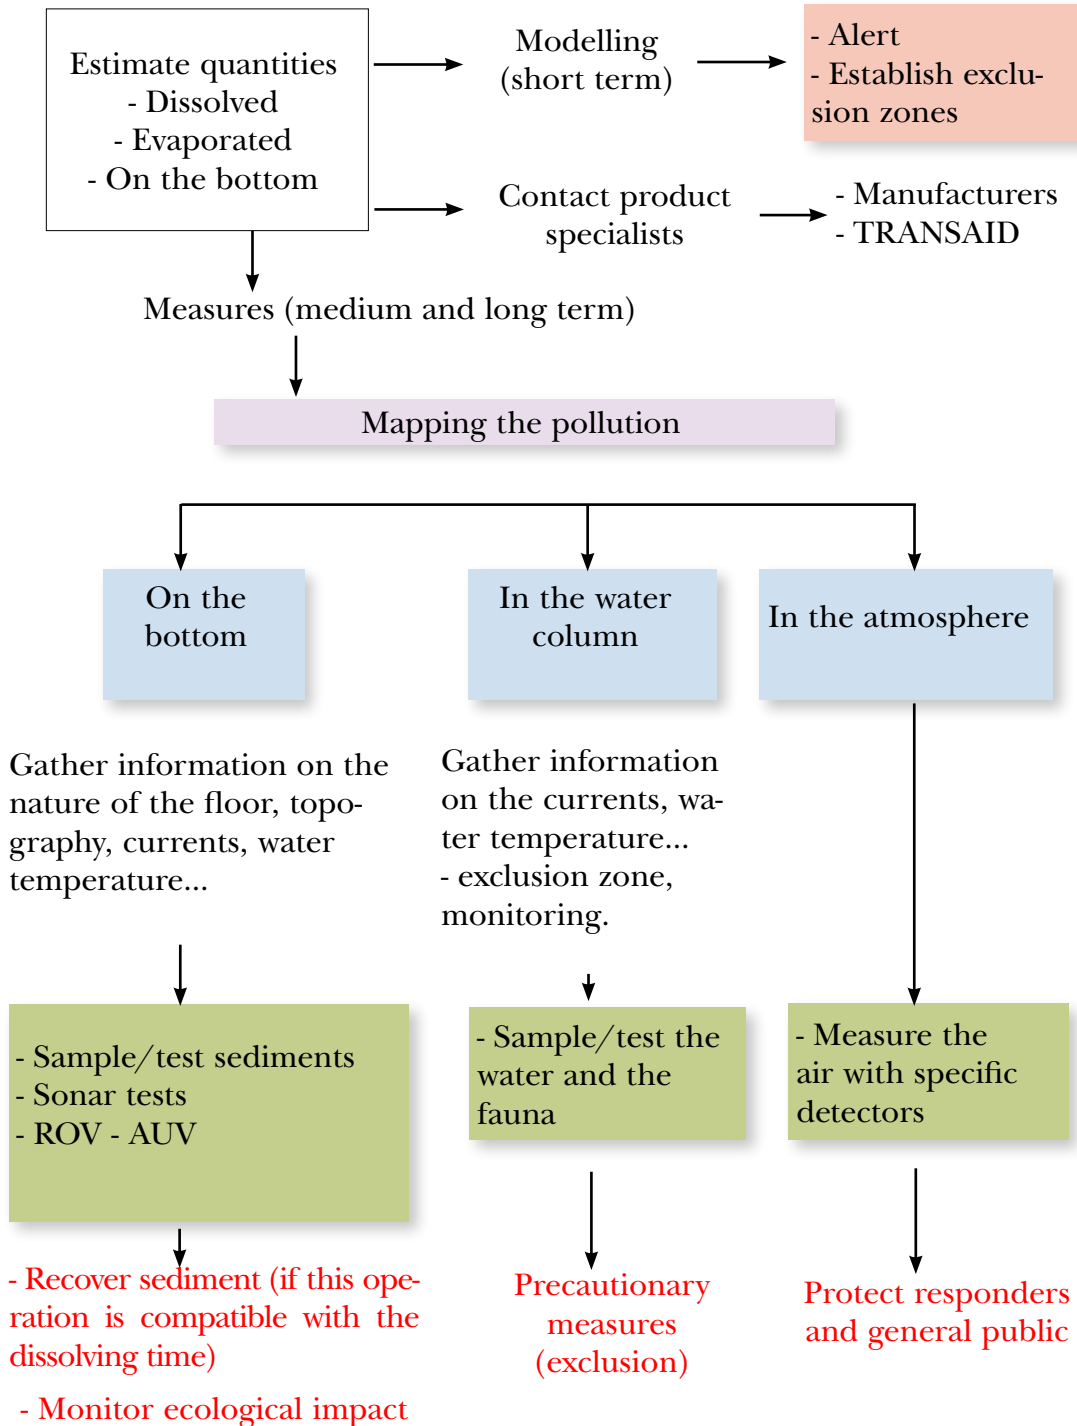 Estimate quantities
- Dissolved
- Evaporated
- On the bottom
Modelling
(short term)
- Alert
- Establish exclu-
sion zones
Contact product
specialists
- Manufacturers
- TRANSAID
Measures (medium and long term)
Mapping the pollution
On the
bottom
In the water
column
In the atmosphere
Gather information on the
nature of the floor, topo-
graphy, currents, water
temperature...
Gather information
on the currents, wa-
ter temperature...
- exclusion zone,
monitoring.
- Sample/test sediments
- Sonar tests
- ROV - AUV
- Sample/test the
water and the
fauna
- Measure the
air with specific
detectors
- Recover sediment (if this ope-
ration is compatible with the
dissolving time)
- Monitor ecological impact
Precautionary
measures
(exclusion)
Protect responders
and general public